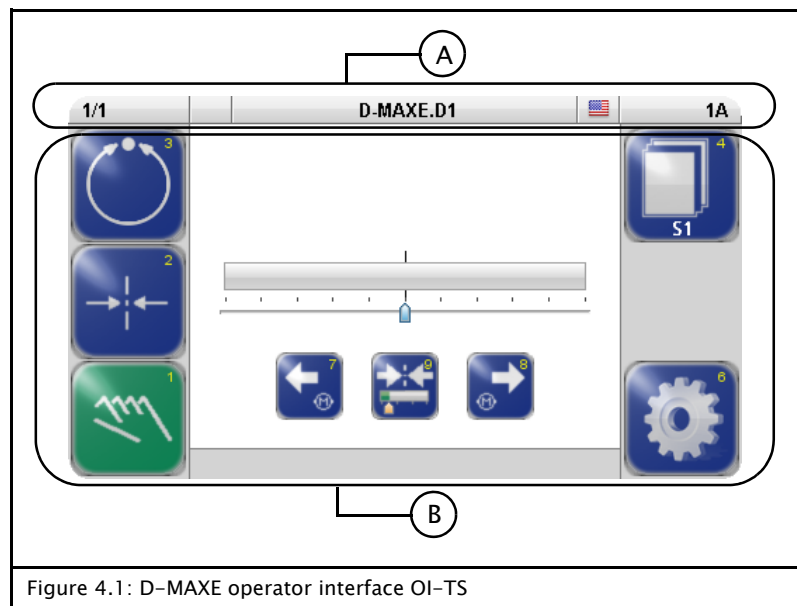 A
1/1 D-MAXE.D1 1A
3 4
S1
2
7 9 8
M M
1 6
B
Figure 4.1: D-MAXE operator interface OI-TS